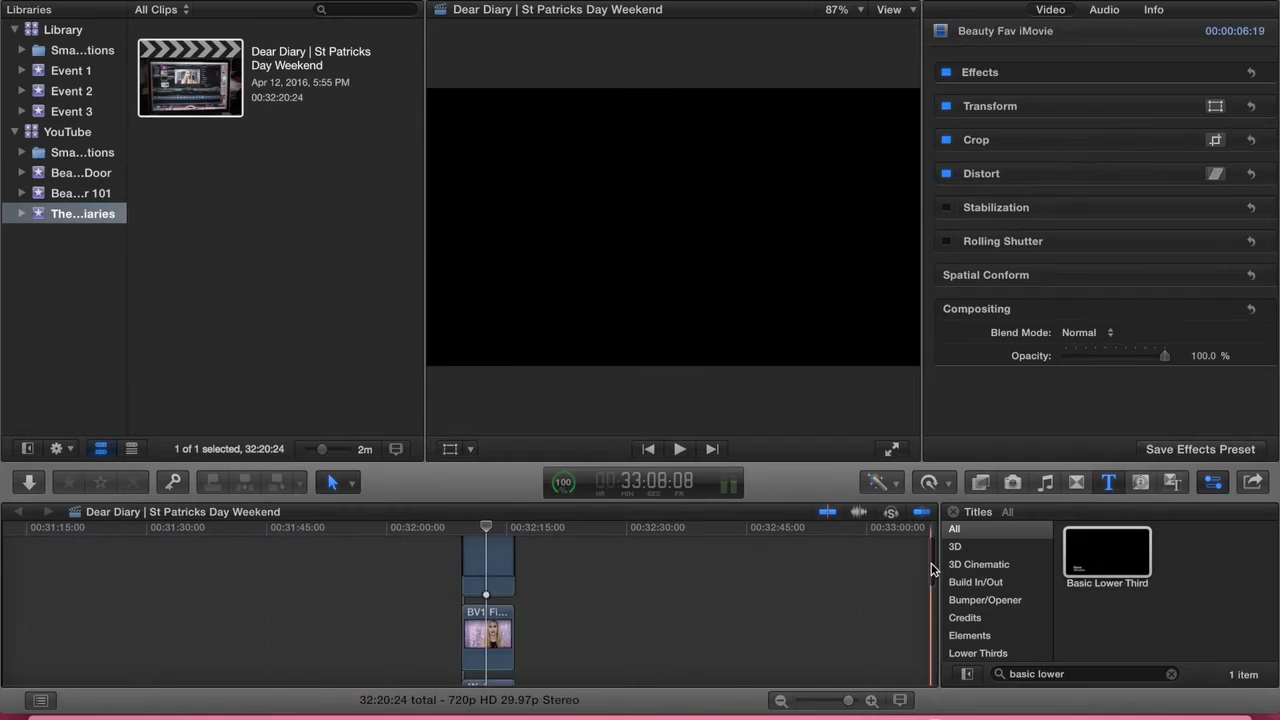 Libraries
All Clips
Dear Diary | St Patricks Day Weekend
87%
View
Video
Audio
Info
Library
Sma...tions
Event 1
Event 2
Event 3
YouTube
Sma...tions
Bea...Door
Bea...r 101
The...iaries
Dear Diary | St Patricks
Day Weekend
Apr 12, 2016, 5:55 PM
00:32:20:24
Beauty Fav iMovie
00:00:06:19
Effects
Transform
Crop
Distort
Stabilization
Rolling Shutter
Spatial Conform
Compositing
Blend Mode: Normal
Opacity: 100.0 %
1 of 1 selected, 32:20:24
2m
Save Effects Preset
100
%
33:08:08
HR MIN SEC FR
Dear Diary | St Patricks Day Weekend
Titles All
00:31:15:00
00:31:30:00
00:31:45:00
00:32:00:00
00:32:15:00
00:32:30:00
00:32:45:00
00:33:00:00
BV1 Fi...
All
3D
3D Cinematic
Build In/Out
Bumper/Opener
Credits
Elements
Lower Thirds
Basic Lower Third
basic lower
1 item
32:20:24 total - 720p HD 29.97p Stereo